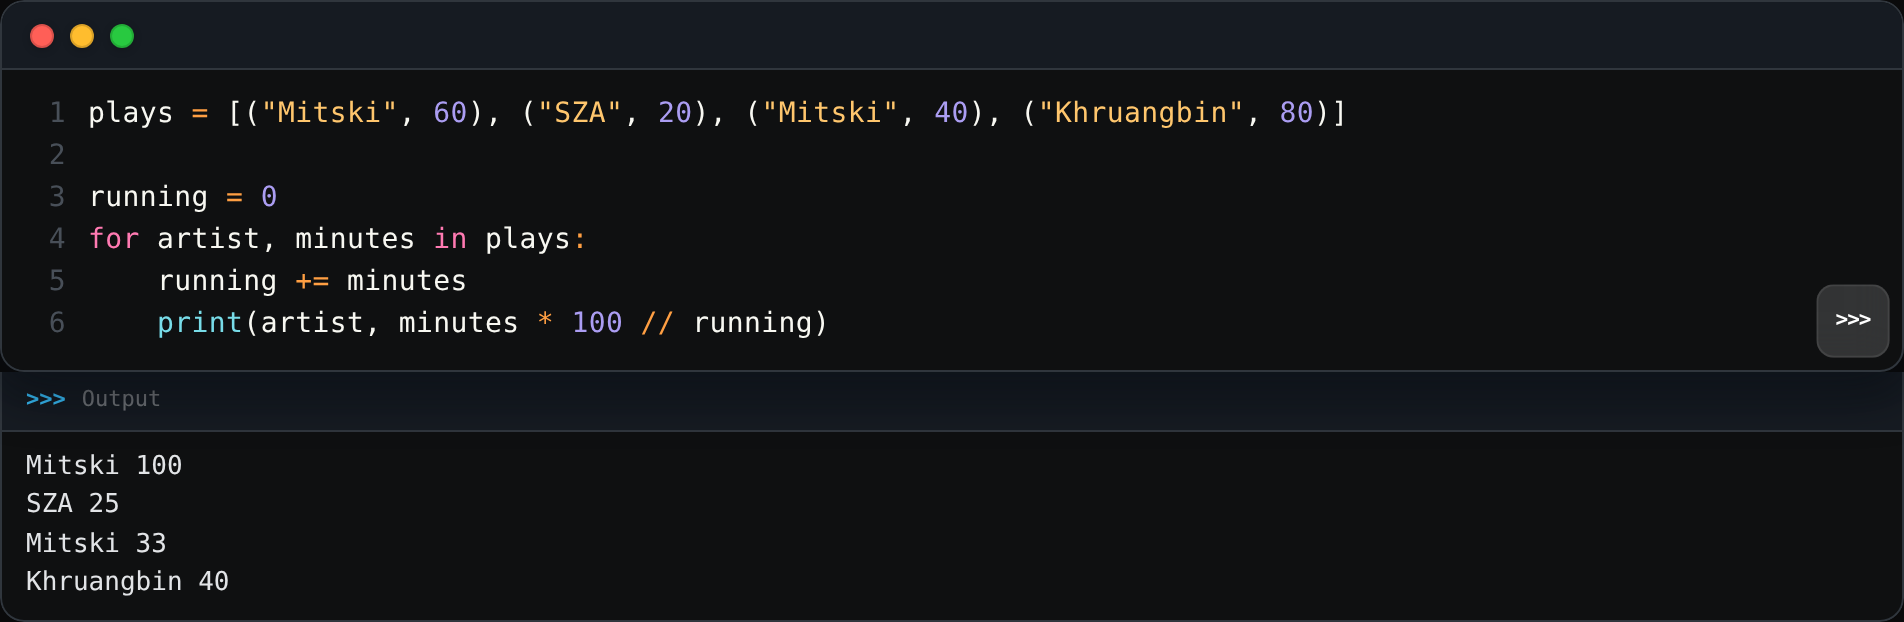 1 plays = [("Mitski", 60), ("SZA", 20), ("Mitski", 40), ("Khruangbin", 80)]
2
3 running = 0
4 for artist, minutes in plays:
5     running += minutes
6     print(artist, minutes * 100 // running)
>>>
>>> Output
Mitski 100
SZA 25
Mitski 33
Khruangbin 40